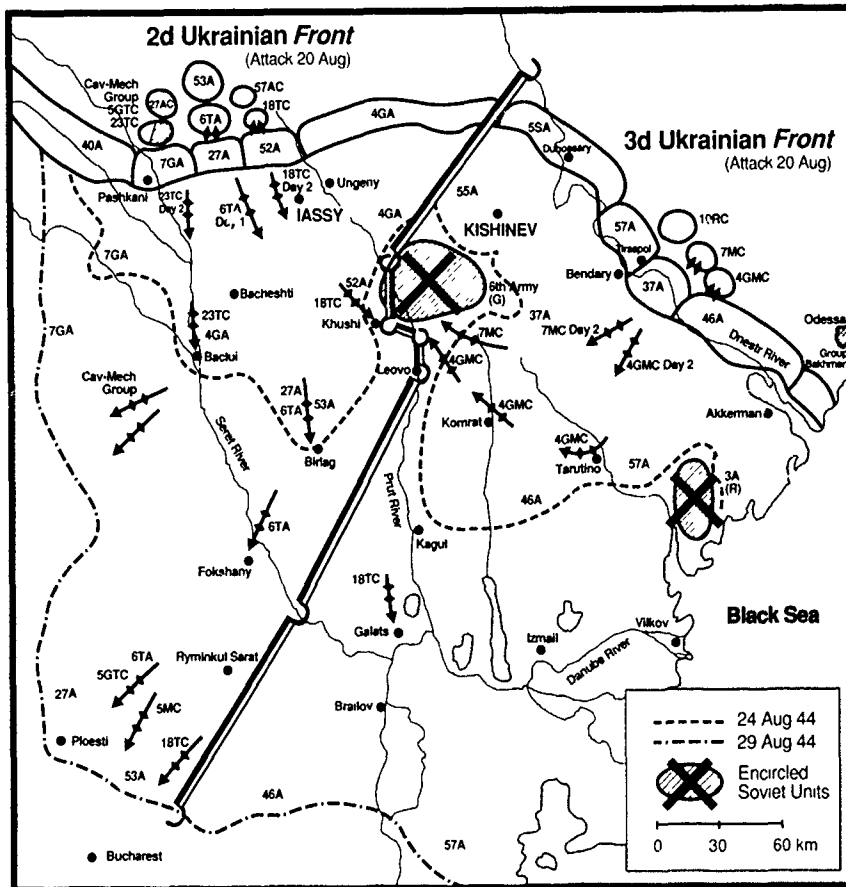 2d Ukrainian Front
(Attack 20 Aug)
Cav-Mech
Group
5GTC
23TC
27AC
53A
6TA
57AC
18TC
40A
7GA
27A
52A
4GA
5SA
Dubossary
3d Ukrainian Front
(Attack 20 Aug)
Pashkani
23TC
Day 2
6TA
18TC
Day 2
Ungeny
IASSY
4GA
55A
KISHINEV
57A
Tiraspol
Bendary
37A
7MC
4GMC
46A
Dnestr River
Odessa
Group
Bakhmen
7GA
7GA
Bacheshti
52A
18TC
Khushi
6th Army
(G)
37A
7MC
7MC Day 2
4GMC Day 2
23TC
4GA
Baclui
4GMC
Leovo
Akkerman
Cav-Mech
Group
27A
6TA
53A
Birlag
Seret River
4GMC
Komrat
4GMC
Tarutino
57A
3A
(R)
46A
Prut River
6TA
Fokshany
Kagul
18TC
Galats
Izmail
Vilkov
Black Sea
Danube River
6TA
5GTC
5MC
Ryminkul Sarat
27A
18TC
Ploesti
53A
Brailov
46A
57A
Bucharest
24 Aug 44
29 Aug 44
Encircled
Soviet Units
0 30 60 km